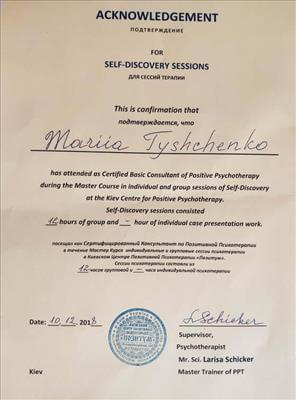 ACKNOWLEDGEMENT
ПОДТВЕРЖДЕНИЕ
FOR
SELF-DISCOVERY SESSIONS
ДЛЯ СЕССИЙ ТЕРАПИИ
This is confirmation that
подтверждается, что
Mariia Tyshchenko
has attended as Certified Basic Consultant of Positive Psychotherapy
during the Master Course in individual and group sessions of Self-Discovery
at the Kiev Centre for Positive Psychotherapy.
Self-Discovery sessions consisted
12 hours of group and – hour of individual case presentation work.
посещал как Сертифицированный Консультант по Позитивной Психотерапии
в течение Мастер Курса индивидуальные и групповые сессии психотерапии
в Киевском Центре Позитивной Психотерапии «Позитум».
Сессии психотерапии состояли из
12 часов групповой и – часа индивидуальной психотерапии
Date: 10.12.2018
LSchicker
Supervisor,
Psychotherapist
Mr. Sci. Larisa Schicker
Kiev
Master Trainer of PPT